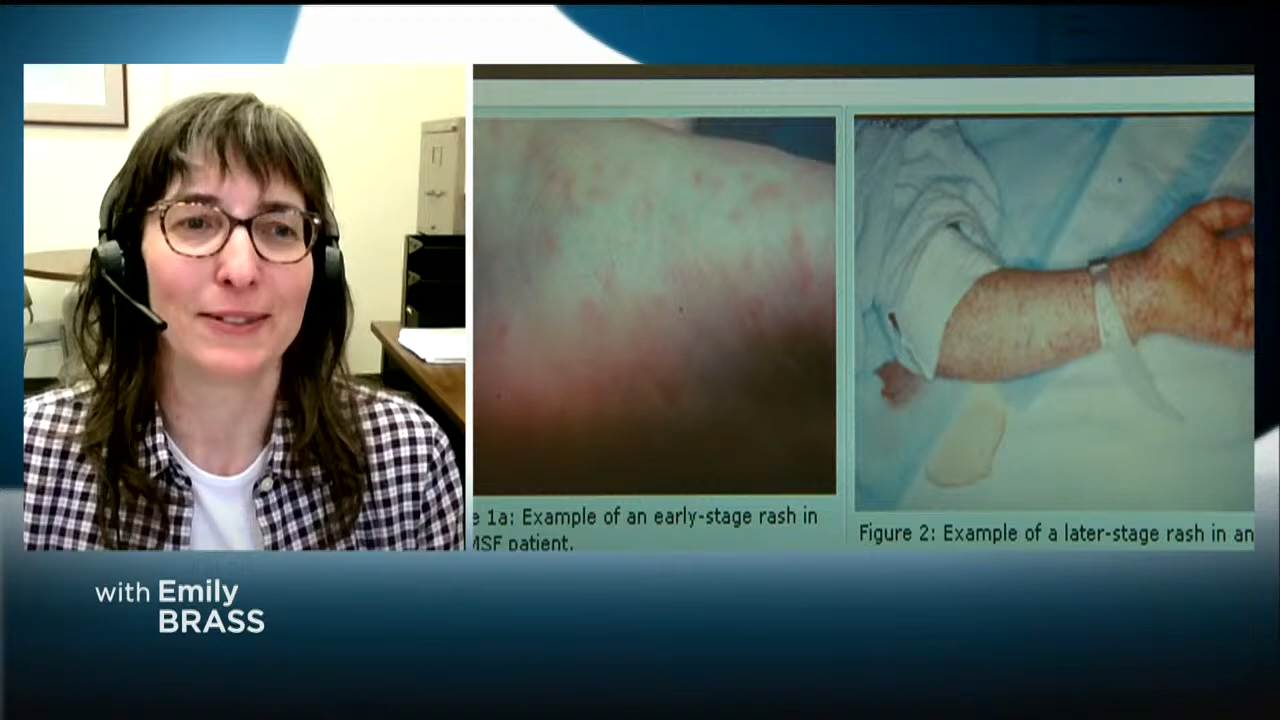 e 1a: Example of an early-stage rash in
MSF patient.
Figure 2: Example of a later-stage rash in an
with Emily
BRASS